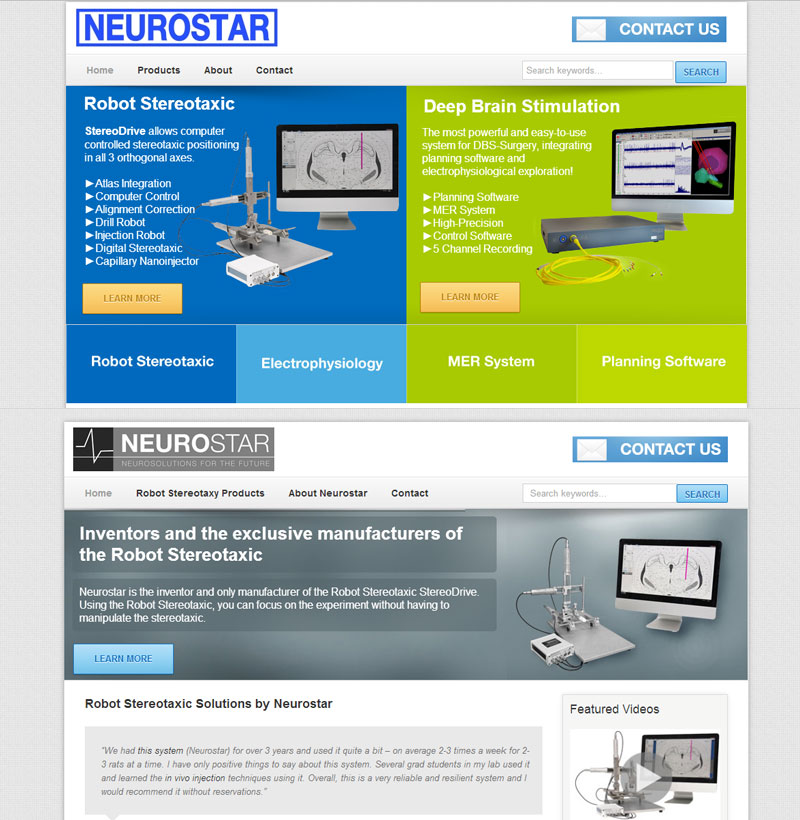 NEUROSTAR
CONTACT US
Home Products About Contact
Search keywords... SEARCH
Robot Stereotaxic
StereoDrive allows computer
controlled stereotaxic positioning
in all 3 orthogonal axes.
►Atlas Integration
►Computer Control
►Alignment Correction
►Drill Robot
►Injection Robot
►Digital Stereotaxic
►Capillary Nanoinjector
LEARN MORE
Deep Brain Stimulation
The most powerful and easy-to-use
system for DBS-Surgery, integrating
planning software and
electrophysiological exploration!
►Planning Software
►MER System
►High-Precision
►Control Software
►5 Channel Recording
LEARN MORE
Robot Stereotaxic Electrophysiology MER System Planning Software
NEUROSTAR
NEUROSOLUTIONS FOR THE FUTURE
CONTACT US
Home Robot Stereotaxy Products About Neurostar Contact
Search keywords... SEARCH
Inventors and the exclusive manufacturers of
the Robot Stereotaxic
Neurostar is the inventor and only manufacturer of the Robot Stereotaxic StereoDrive.
Using the Robot Stereotaxic, you can focus on the experiment without having to
manipulate the stereotaxic.
LEARN MORE
Robot Stereotaxic Solutions by Neurostar
"We had this system (Neurostar) for over 3 years and used it quite a bit – on average 2-3 times a week for 2-
3 rats at a time. I have only positive things to say about this system. Several grad students in my lab used it
and learned the in vivo injection techniques using it. Overall, this is a very reliable and resilient system and I
would recommend it without reservations."
Featured Videos